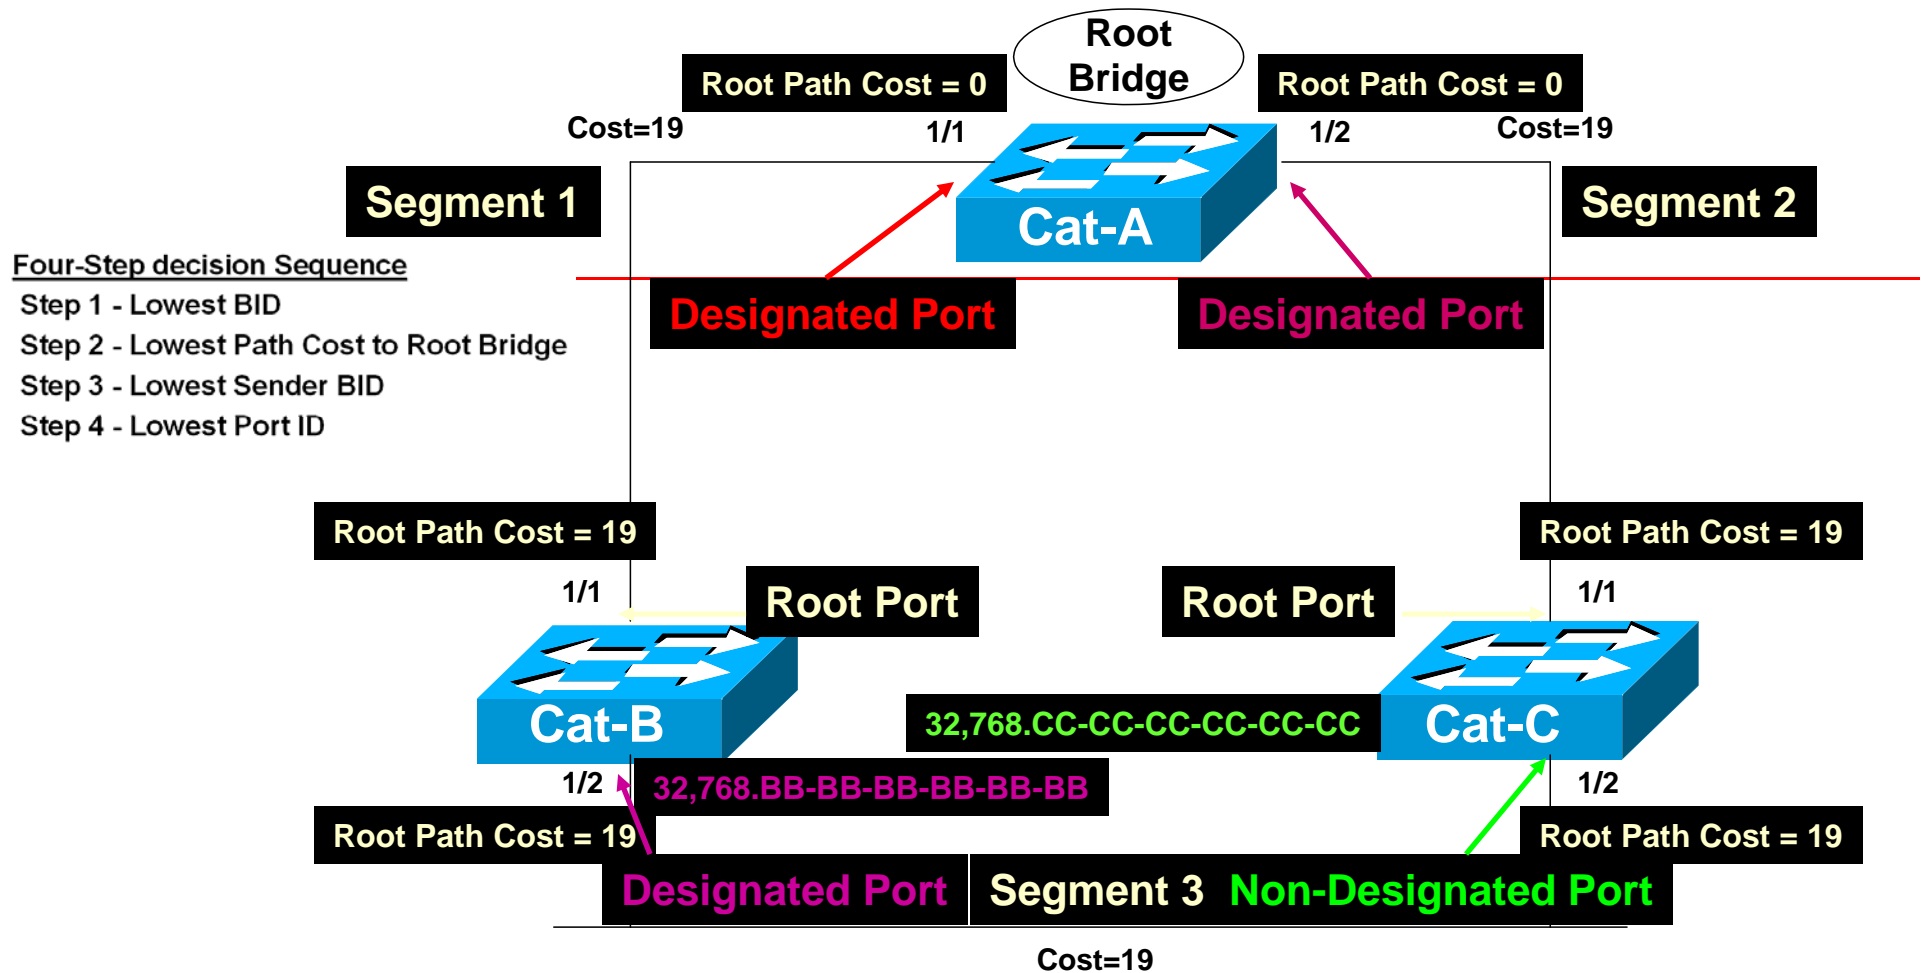 Root
Bridge
Root Path Cost = 0
Root Path Cost = 0
Cost=19
1/1
1/2
Cost=19
Segment 1
Cat-A
Segment 2
Four-Step decision Sequence
Step 1 - Lowest BID
Step 2 - Lowest Path Cost to Root Bridge
Step 3 - Lowest Sender BID
Step 4 - Lowest Port ID
Designated Port
Designated Port
Root Path Cost = 19
Root Path Cost = 19
1/1
Root Port
Root Port
1/1
Cat-B
32,768.CC-CC-CC-CC-CC-CC
Cat-C
1/2
32,768.BB-BB-BB-BB-BB-BB
1/2
Root Path Cost = 19
Root Path Cost = 19
Designated Port
Segment 3
Non-Designated Port
Cost=19